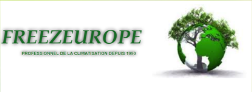 FREEZEUROPE
PROFESSIONNEL DE LA CLIMATISATION DEPUIS